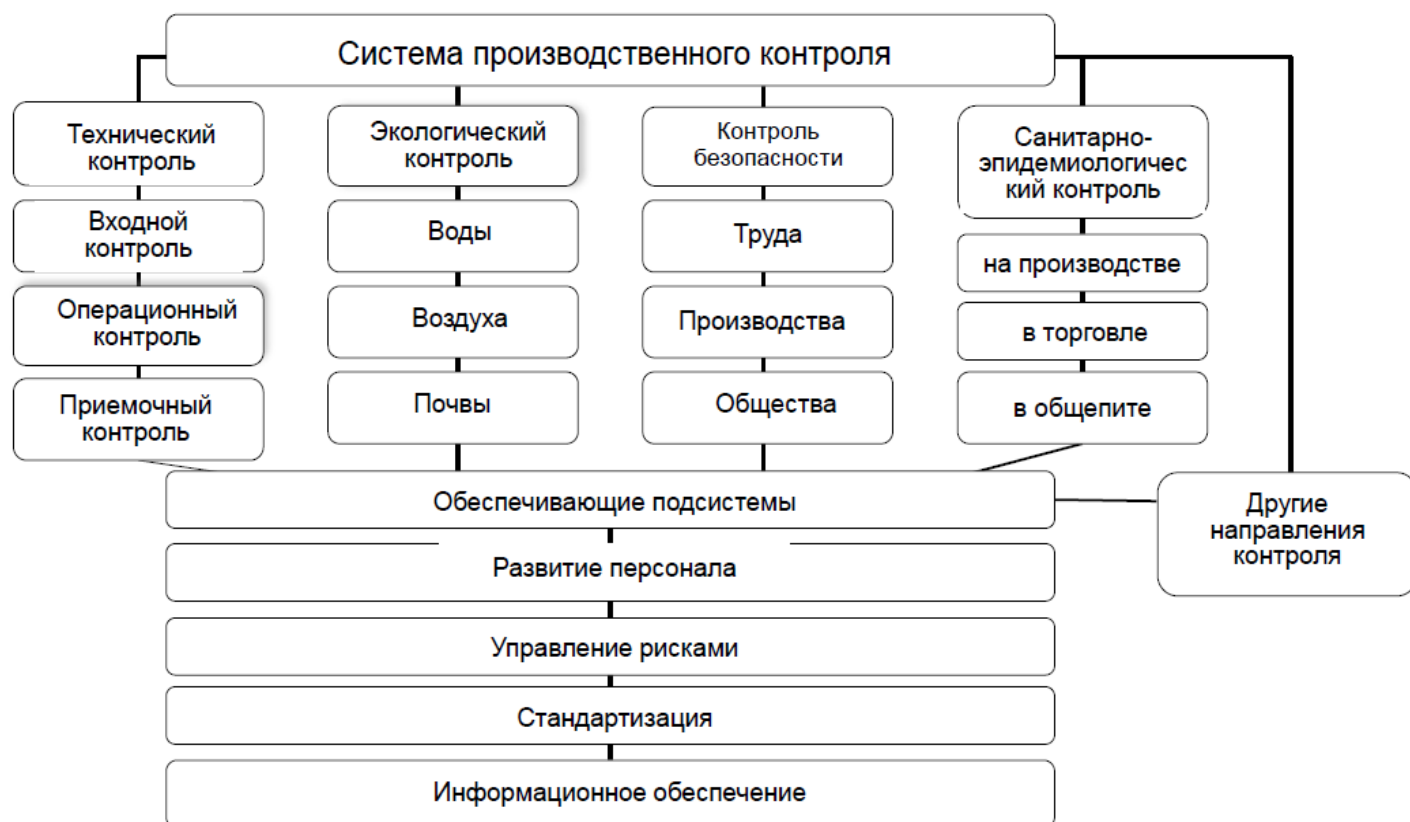 Система производственного контроля
Технический
контроль
Экологический
контроль
Контроль
безопасности
Санитарно-
эпидемиологичес
кий контроль
Входной
контроль
Воды
Труда
на производстве
Операционный
контроль
Воздуха
Производства
в торговле
Приемочный
контроль
Почвы
Общества
в общепите
Обеспечивающие подсистемы
Другие
направления
контроля
Развитие персонала
Управление рисками
Стандартизация
Информационное обеспечение